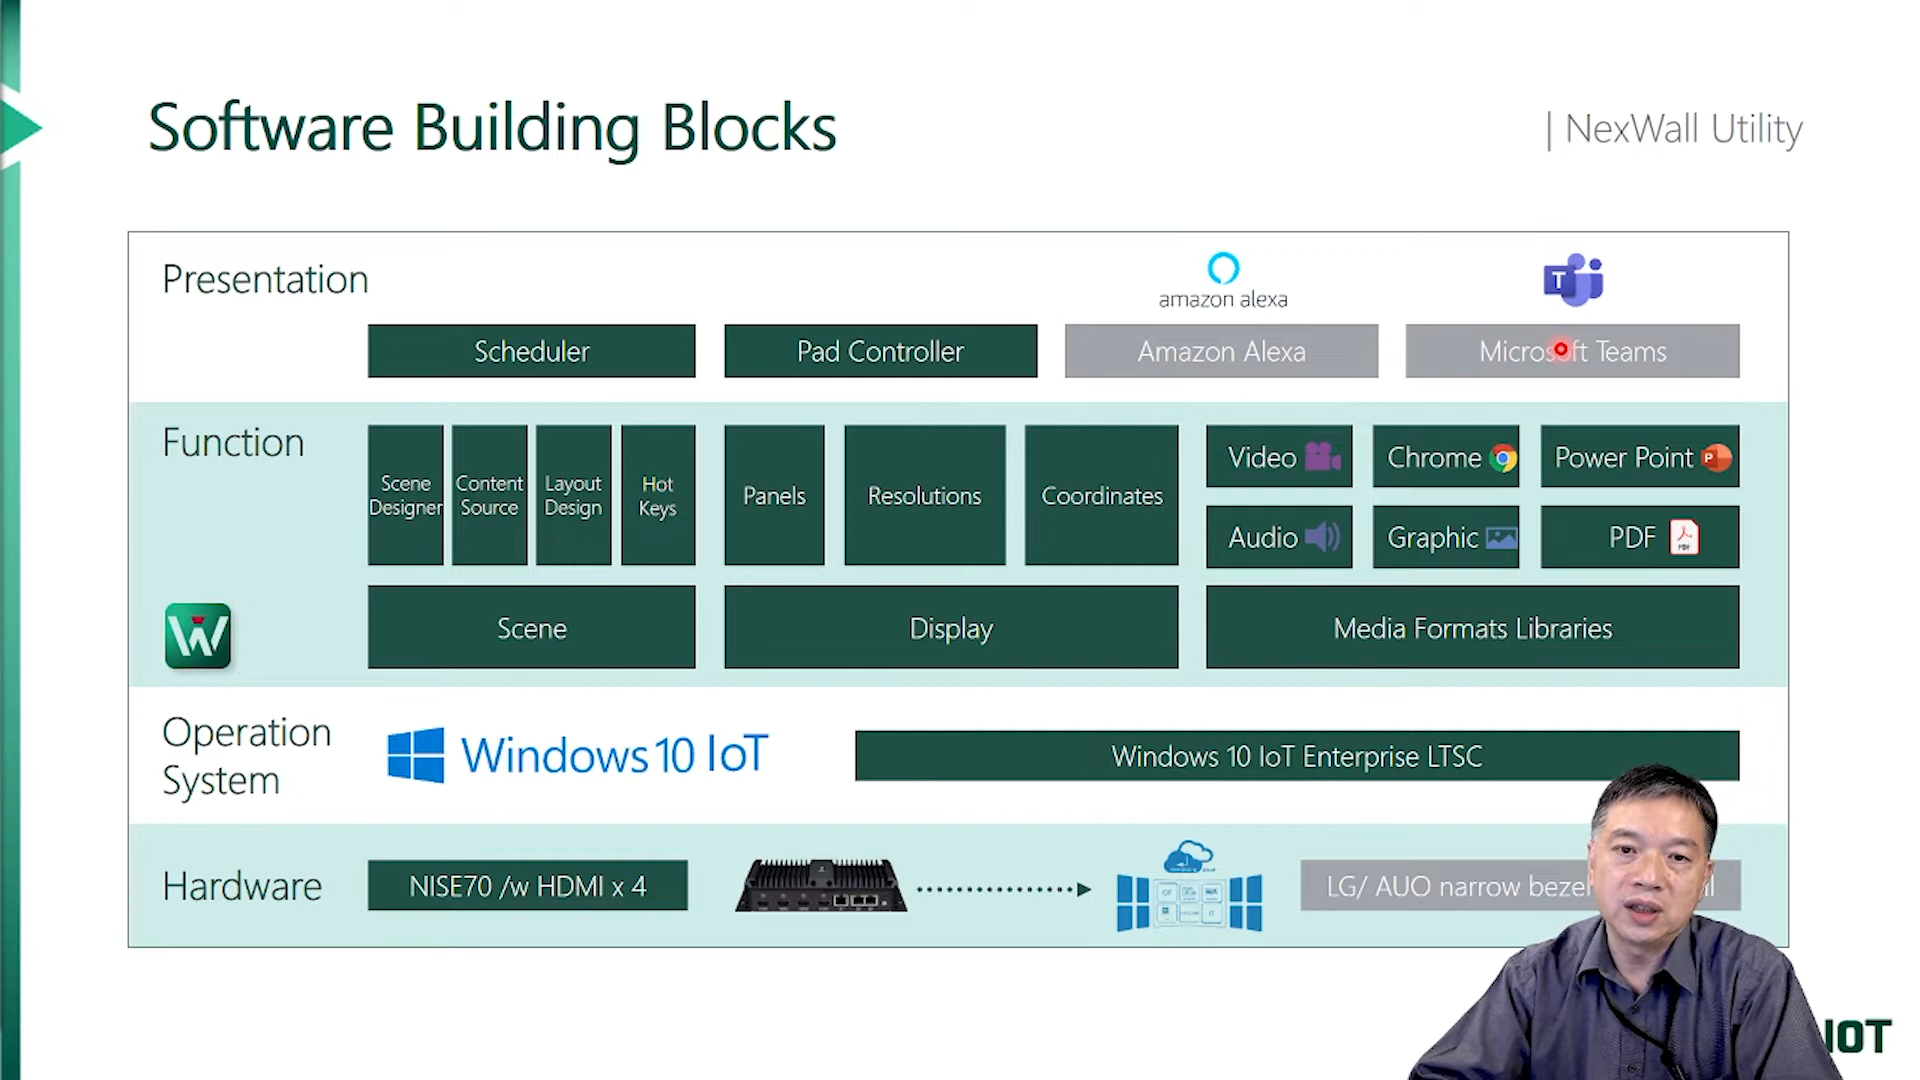 Software Building Blocks
| NexWall Utility
Presentation
amazon alexa
T
Scheduler
Pad Controller
Amazon Alexa
Microsoft Teams
Function
Scene
Designer
Content
Source
Layout
Design
Hot
Keys
Panels
Resolutions
Coordinates
Video
Chrome
Power Point
P
Audio
Graphic
PDF
PDF
W
Scene
Display
Media Formats Libraries
Operation
System
Windows 10 IoT
Windows 10 IoT Enterprise LTSC
Hardware
NISE70 /w HDMI x 4
LG/ AUO narrow
IOT